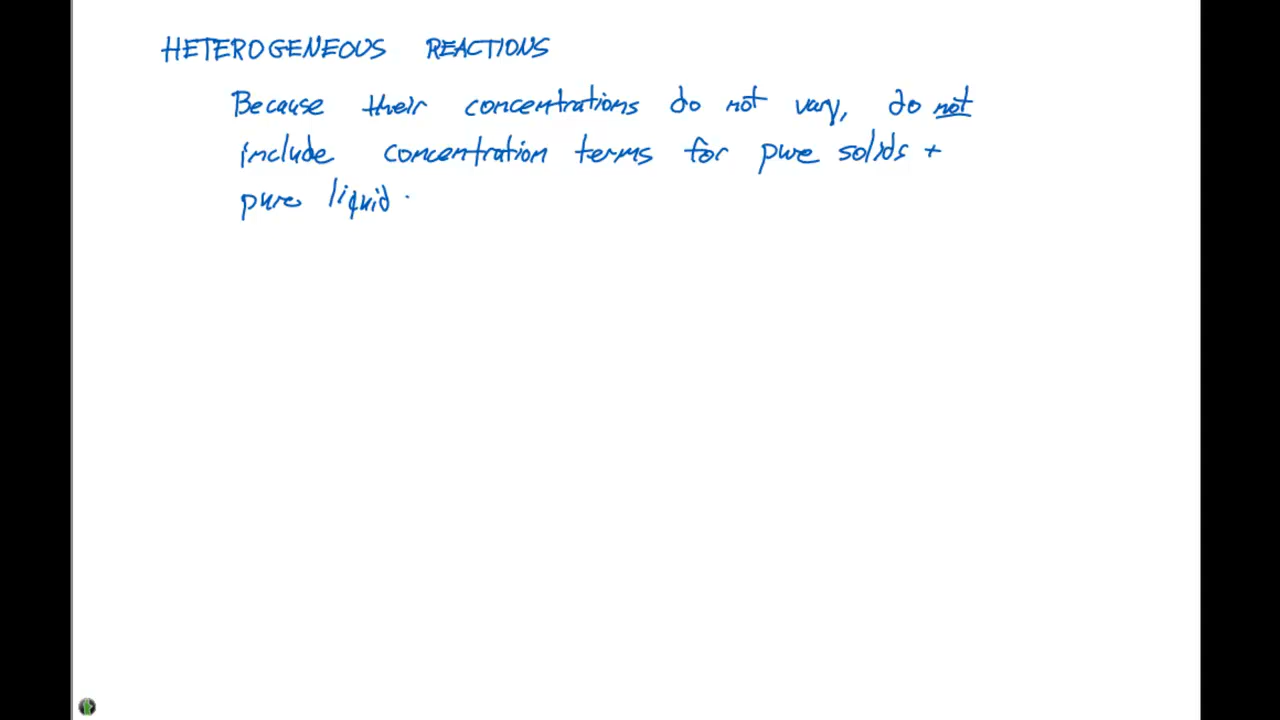 HETEROGENEOUS REACTIONS
Because their concentrations do not vary, do not
include concentration terms for pure solids +
pure liquid